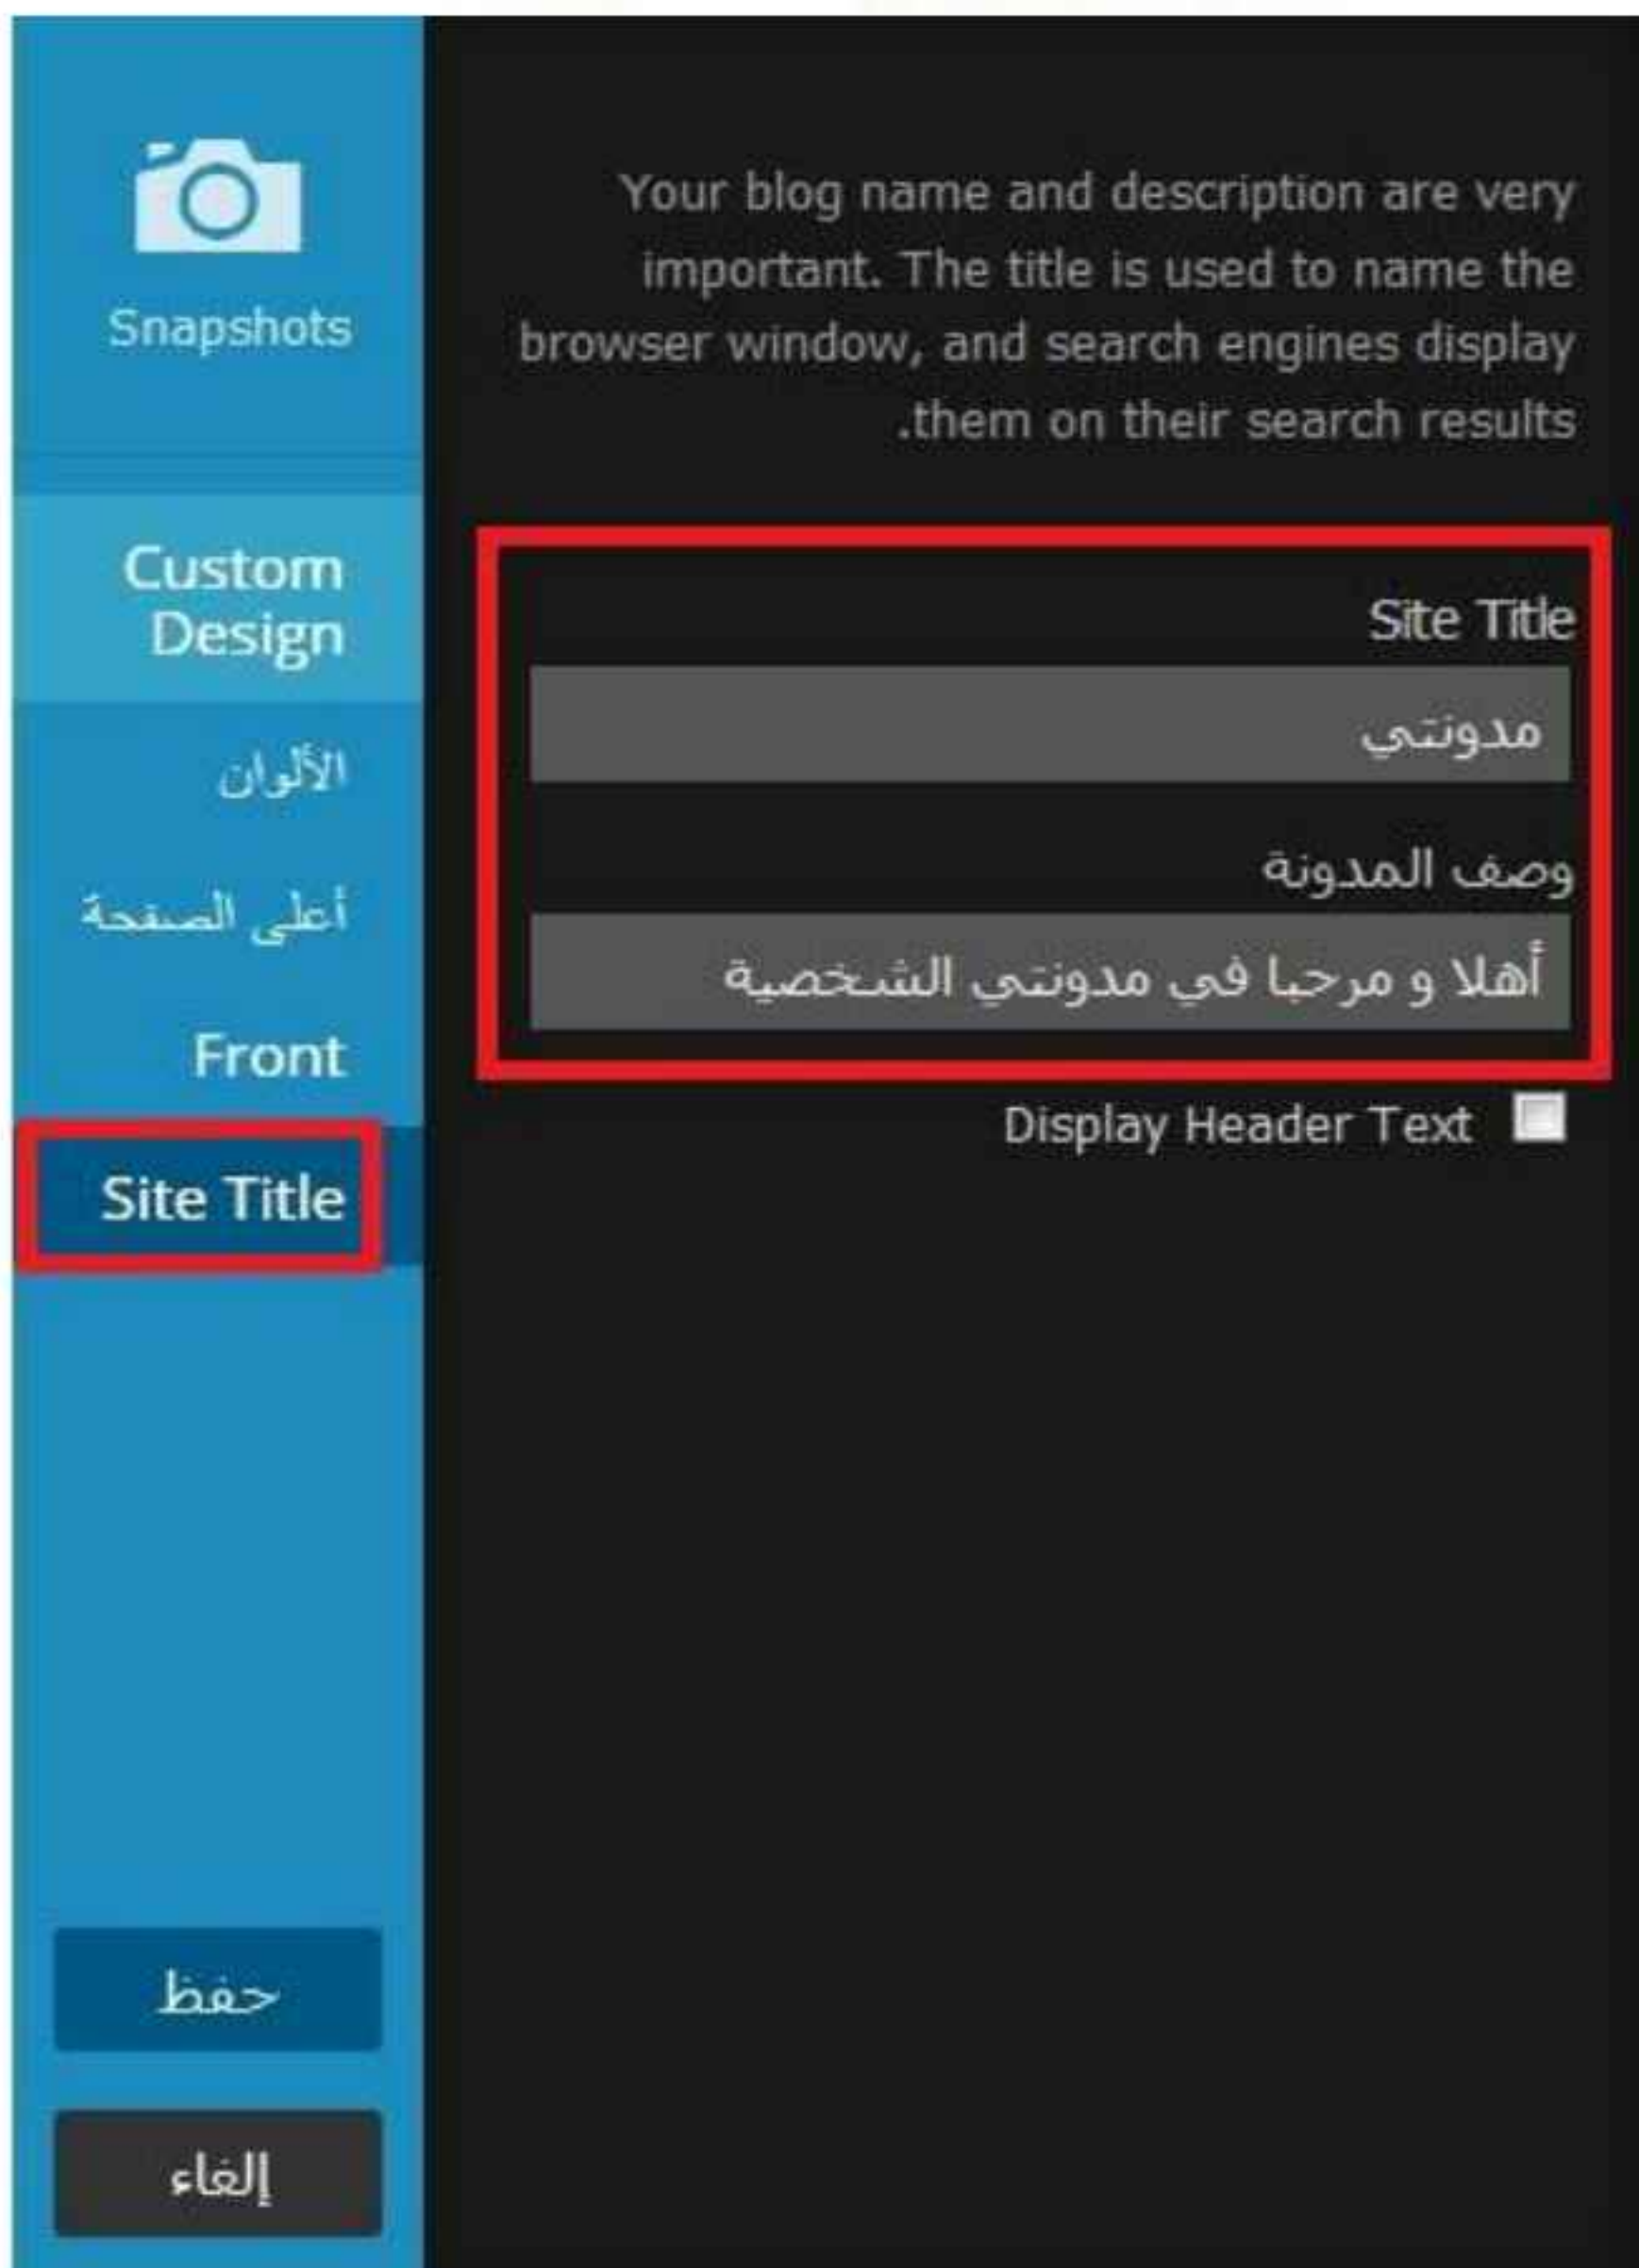 Snapshots
Custom
Design
الألوان
أعلى الصفحة
Front
Site Title
حفظ
إلغاء
Your blog name and description are very
important. The title is used to name the
browser window, and search engines display
.them on their search results
Site Title
مدونتي
وصف المدونة
أهلا و مرحبا في مدونتي الشخصية
Display Header Text